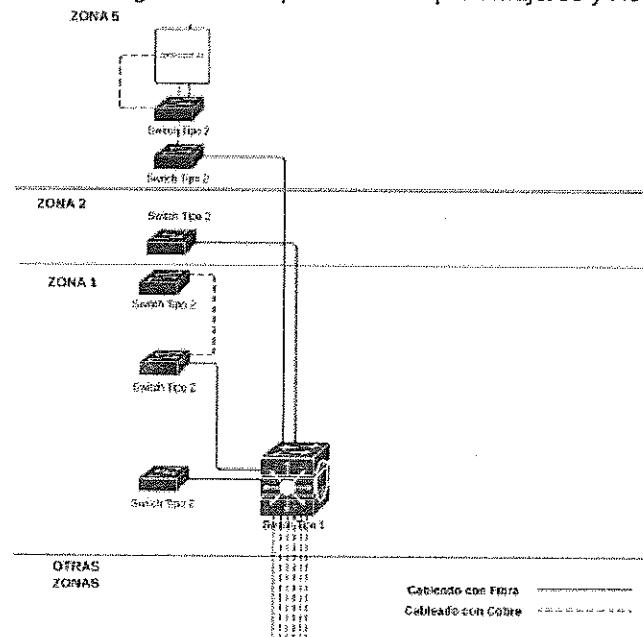 ZONA 5
Switch Tipo 2
Switch Tipo 2
ZONA 2
Switch Tipo 2
ZONA 1
Switch Tipo 2
Switch Tipo 2
Switch Tipo 2
Switch Tipo 1
OTRAS
ZONAS
Cableado con Fibra
Cableado con Cobre